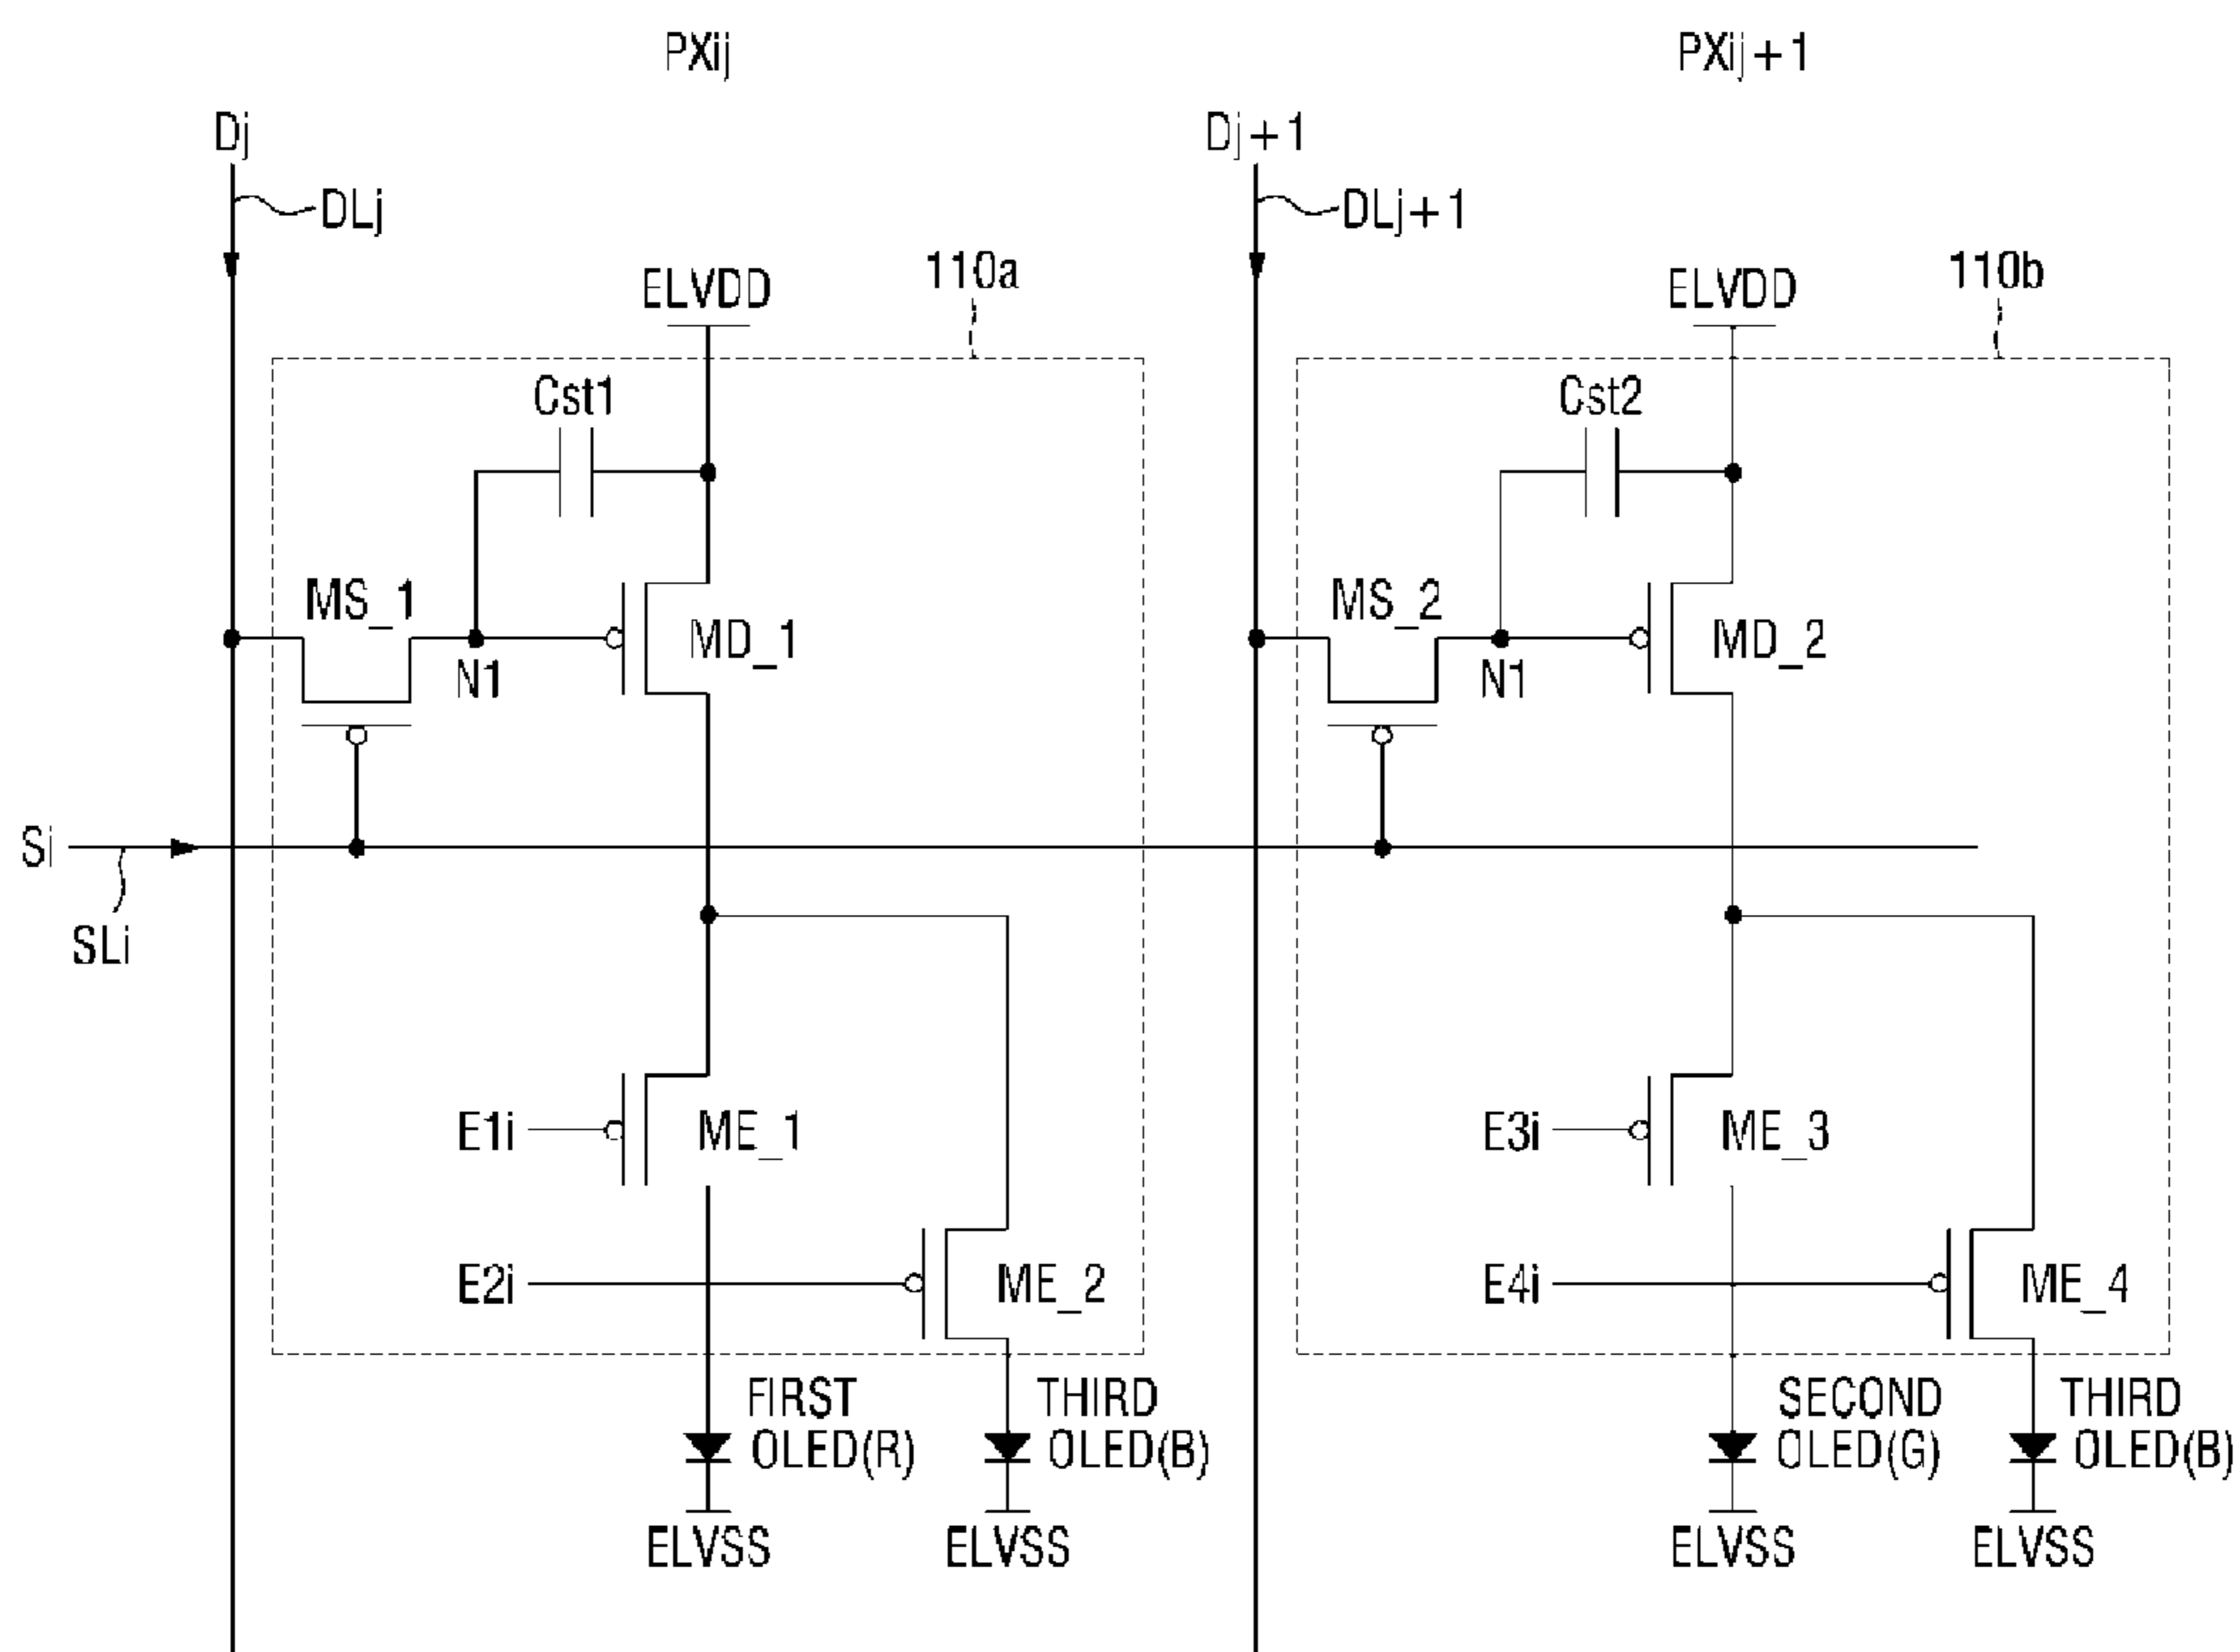 PXij
PXij+1
Dj
Dj+1
DLj
DLj+1
ELVDD
110a
ELVDD
110b
Cst1
Cst2
MS_1
MD_1
MS_2
MD_2
N1
N1
Si
SLi
E1i
ME_1
E3i
ME_3
E2i
ME_2
E4i
ME_4
FIRST
OLED(R)
THIRD
OLED(B)
SECOND
OLED(G)
THIRD
OLED(B)
ELVSS
ELVSS
ELVSS
ELVSS